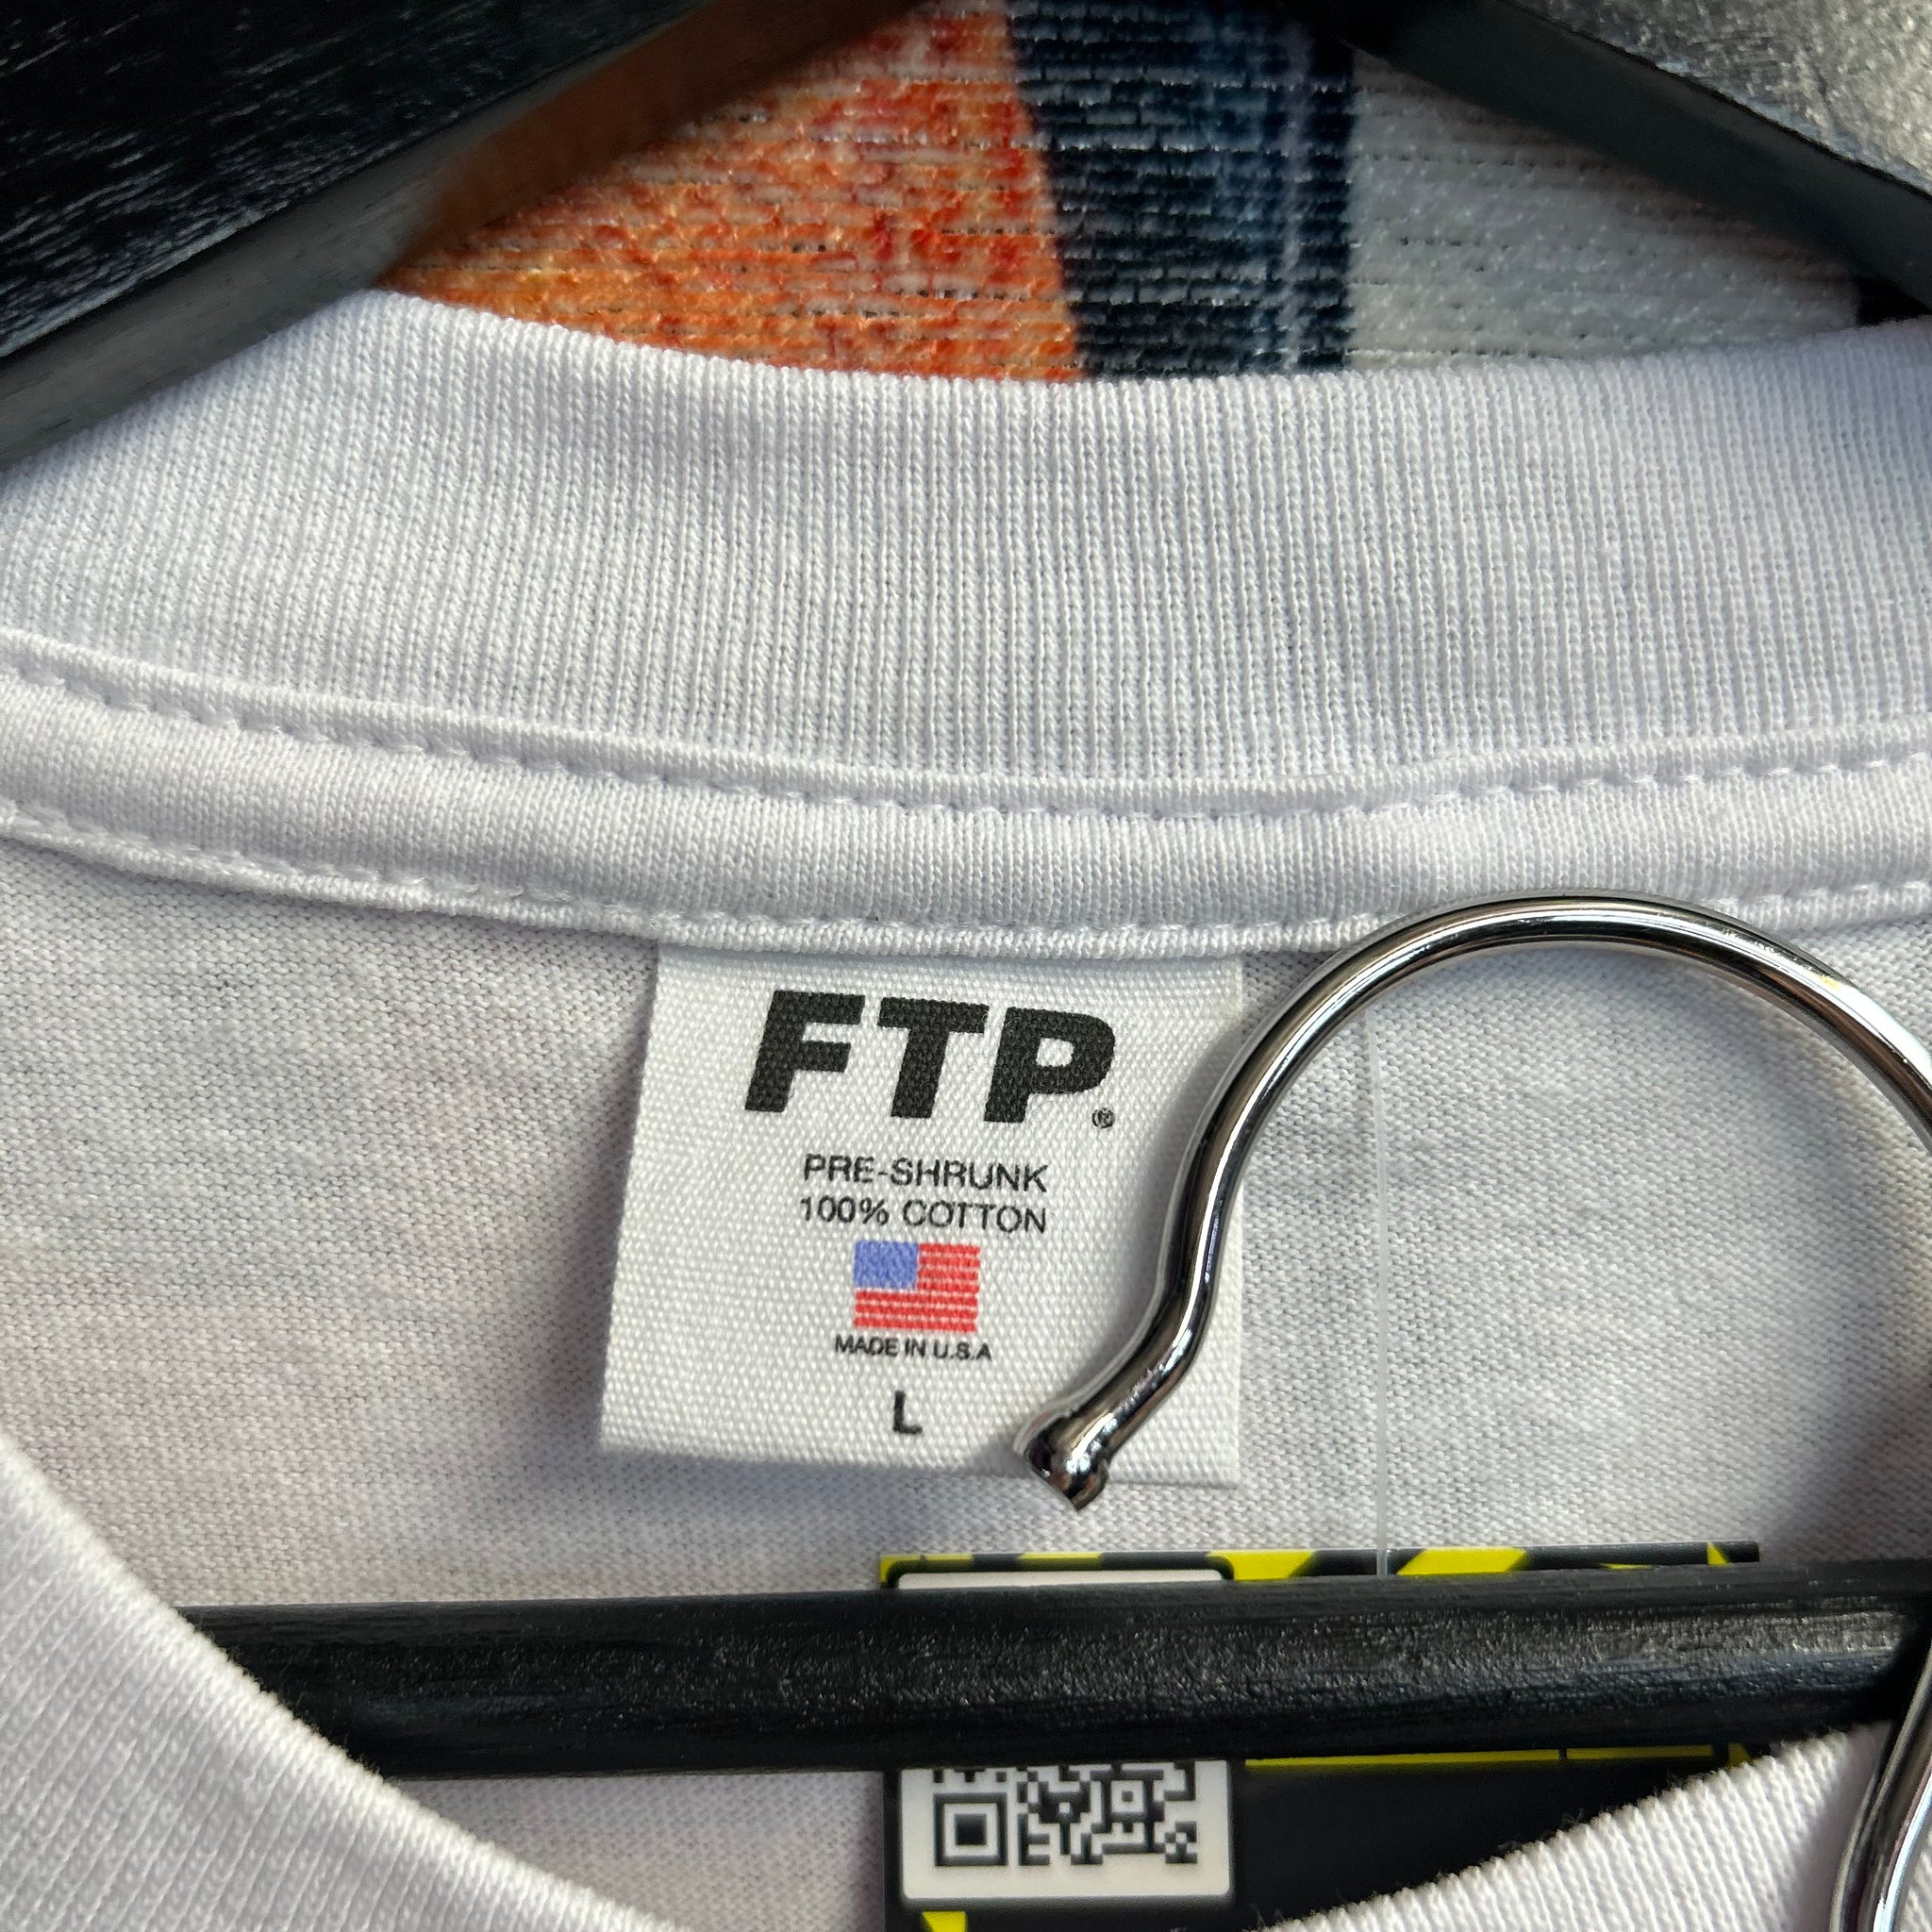 FTP®
PRE-SHRUNK
100% COTTON
MADE IN U.S.A
L